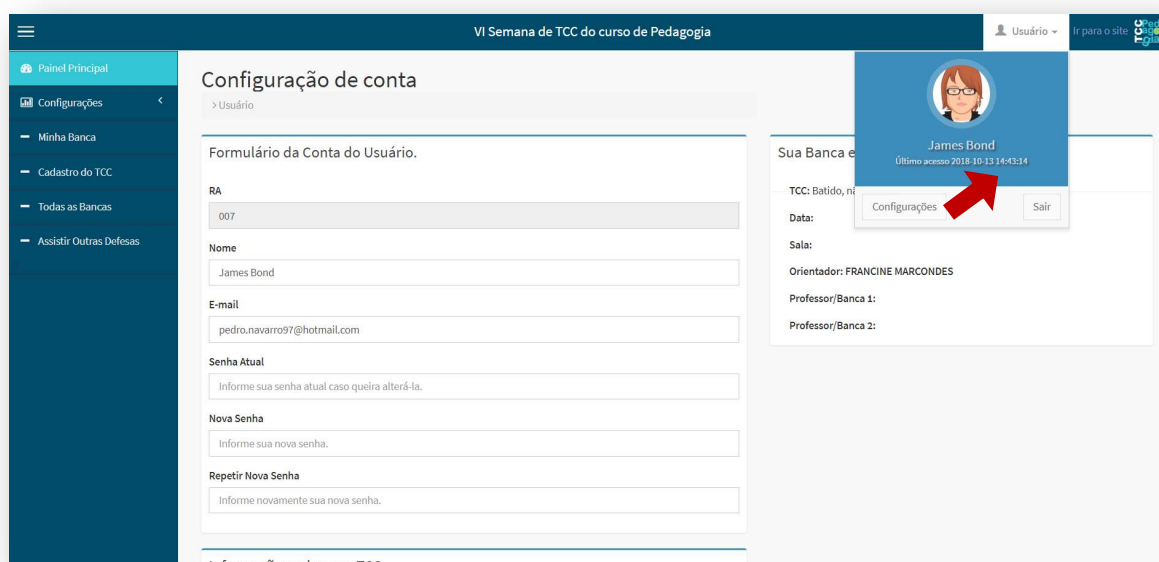 VI Semana de TCC do curso de Pedagogia
Usuário
Ir para o site
TCC
Ped
ago
gia
Painel Principal
Configurações
Minha Banca
Cadastro do TCC
Todas as Bancas
Assistir Outras Defesas
Configuração de conta
> Usuário
Formulário da Conta do Usuário.
RA
007
Nome
James Bond
E-mail
pedro.navarro97@hotmail.com
Senha Atual
Informe sua senha atual caso queira alterá-la.
Nova Senha
Informe sua nova senha.
Repetir Nova Senha
Informe novamente sua nova senha.
James Bond
Último acesso 2018-10-13 14:43:14
Configurações
Sair
Sua Banca e
TCC: Batido, n
Data:
Sala:
Orientador: FRANCINE MARCONDES
Professor/Banca 1:
Professor/Banca 2: